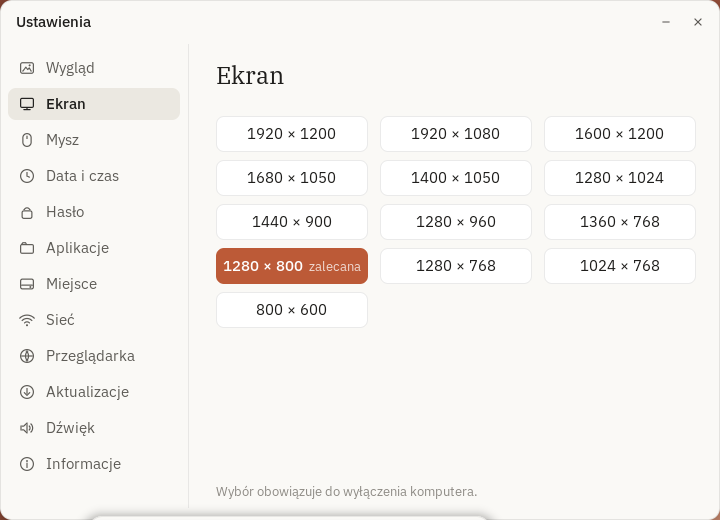 Ustawienia
Wygląd
Ekran
Mysz
Data i czas
Hasło
Aplikacje
Miejsce
Sieć
Przeglądarka
Aktualizacje
Dźwięk
Informacje
Ekran
1920 × 1200 1920 × 1080 1600 × 1200
1680 × 1050 1400 × 1050 1280 × 1024
1440 × 900 1280 × 960 1360 × 768
1280 × 800 zalecana 1280 × 768 1024 × 768
800 × 600
Wybór obowiązuje do wyłączenia komputera.